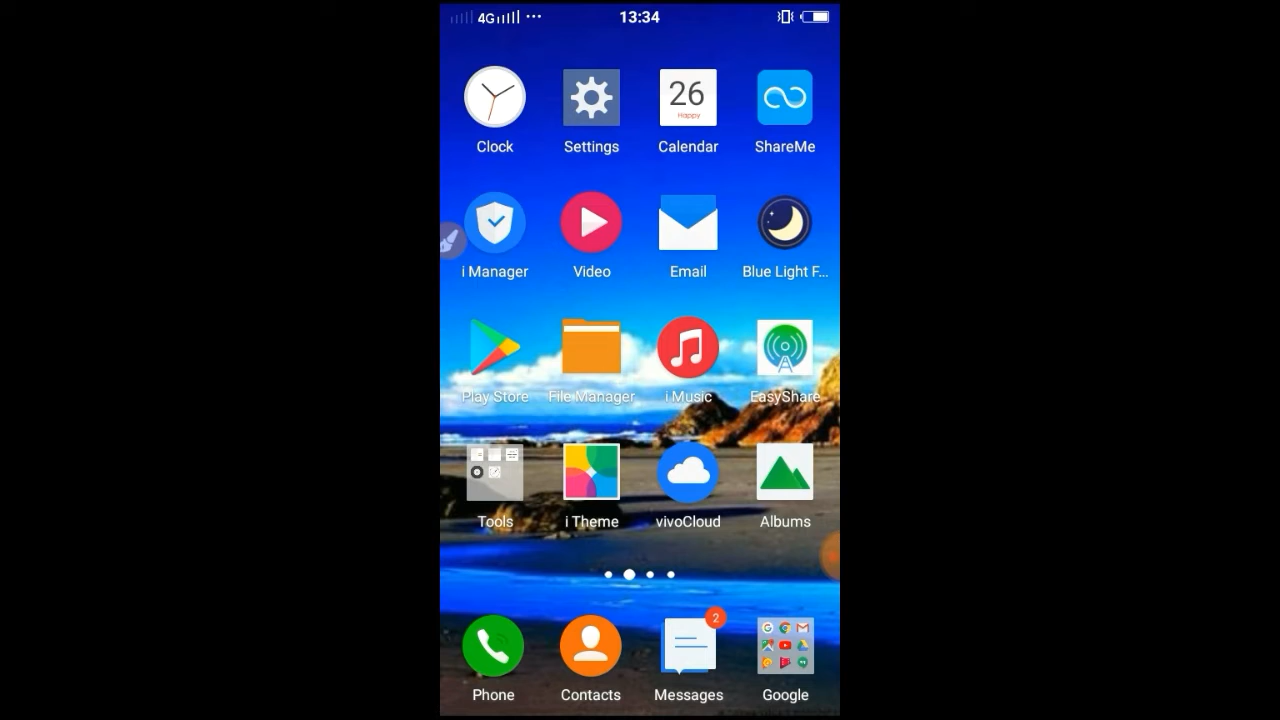 4G 13:34
26
Happy
Clock Settings Calendar ShareMe
i Manager Video Email Blue Light F...
Play Store File Manager i Music EasyShare
Tools i Theme vivoCloud Albums
2
Phone Contacts Messages Google